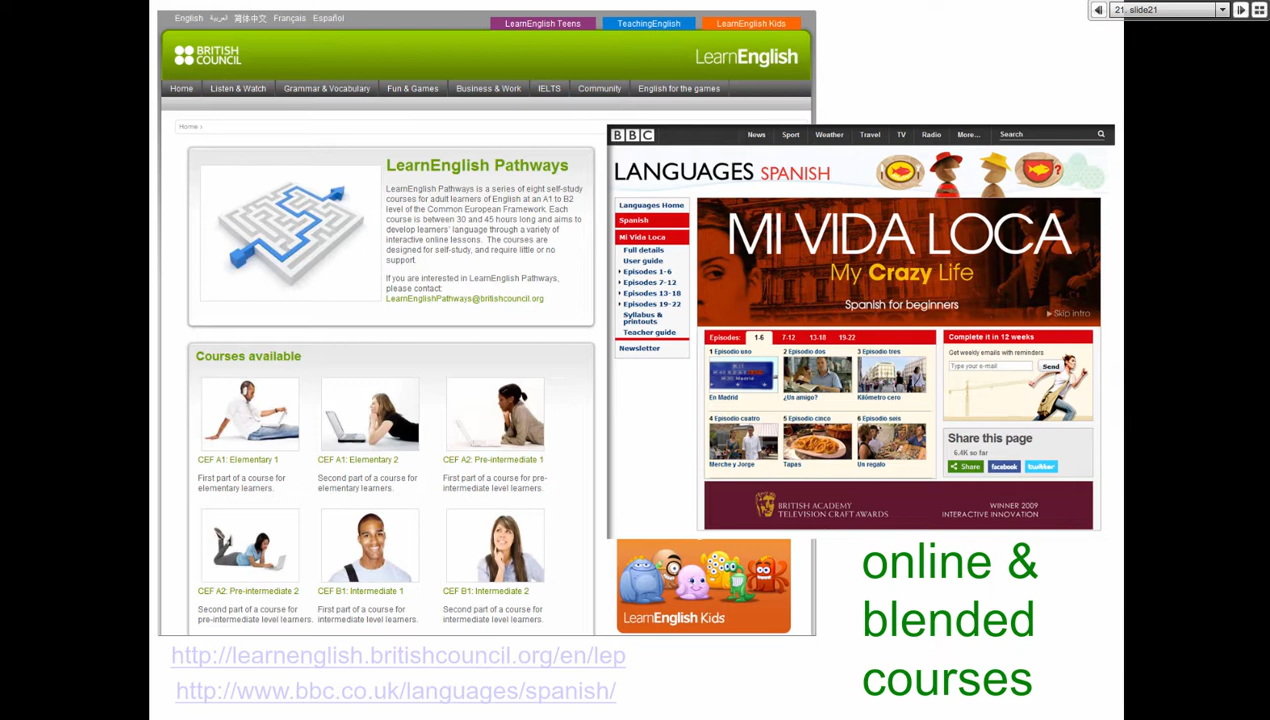 21. slide21
English العربية 简体中文 Français Español
LearnEnglish Teens TeachingEnglish LearnEnglish Kids
BRITISH COUNCIL
LearnEnglish
Home Listen & Watch Grammar & Vocabulary Fun & Games Business & Work IELTS Community English for the games
Home ›
LearnEnglish Pathways
LearnEnglish Pathways is a series of eight self-study
courses for adult learners of English at an A1 to B2
level of the Common European Framework. Each
course is between 30 and 45 hours long and aims to
develop learners' language through a variety of
interactive online lessons. The courses are
designed for self-study, and require little or no
support.
If you are interested in LearnEnglish Pathways,
please contact:
LearnEnglishPathways@britishcouncil.org
Courses available
CEF A1: Elementary 1
First part of a course for
elementary learners.
CEF A1: Elementary 2
Second part of a course for
elementary learners.
CEF A2: Pre-intermediate 1
First part of a course for pre-
intermediate level learners.
CEF A2: Pre-intermediate 2
Second part of a course for
pre-intermediate level learners.
CEF B1: Intermediate 1
First part of a course for
intermediate level learners.
CEF B1: Intermediate 2
Second part of a course for
intermediate level learners.
BBC News Sport Weather Travel TV Radio More... Search
LANGUAGES SPANISH
Languages Home
Spanish
Mi Vida Loca
Full details
User guide
Episodes 1-6
Episodes 7-12
Episodes 13-18
Episodes 19-22
Syllabus &
printouts
Teacher guide
Newsletter
MI VIDA LOCA
My Crazy Life
Spanish for beginners
Skip intro
Episodes: 1-6 7-12 13-18 19-22
1 Episodio uno
En Madrid
2 Episodio dos
¿Un amigo?
3 Episodio tres
Kilómetro cero
4 Episodio cuatro
Merche y Jorge
5 Episodio cinco
Tapas
6 Episodio seis
Un regalo
Complete it in 12 weeks
Get weekly emails with reminders
Type your e-mail Send
Share this page
6.4K so far
Share facebook twitter
BRITISH ACADEMY
TELEVISION CRAFT AWARDS
WINNER 2009
INTERACTIVE INNOVATION
LearnEnglish Kids
online &
blended
courses
http://learnenglish.britishcouncil.org/en/lep
http://www.bbc.co.uk/languages/spanish/